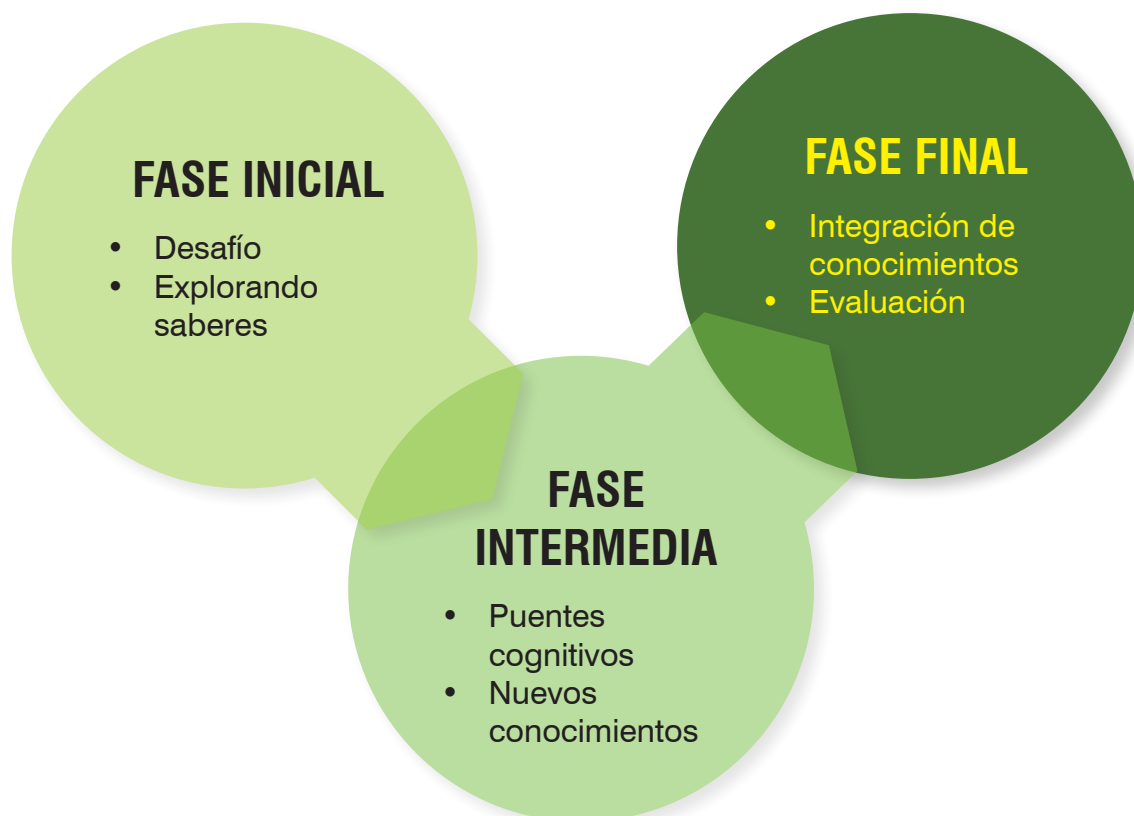 FASE INICIAL
• Desafío
• Explorando
saberes
FASE
INTERMEDIA
• Puentes
cognitivos
• Nuevos
conocimientos
FASE FINAL
• Integración de
conocimientos
• Evaluación